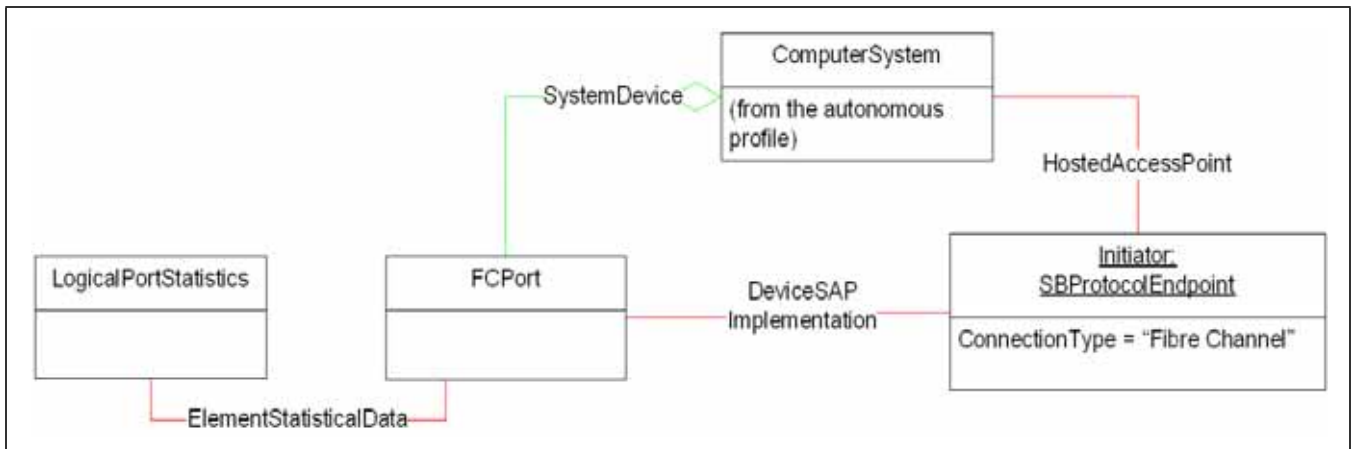 ComputerSystem
SystemDevice
(from the autonomous
profile)
HostedAccessPoint
LogicalPortStatistics
FCPort
DeviceSAP
Implementation
Initiator:
SBProtocolEndpoint
ConnectionType = “Fibre Channel”
ElementStatisticalData